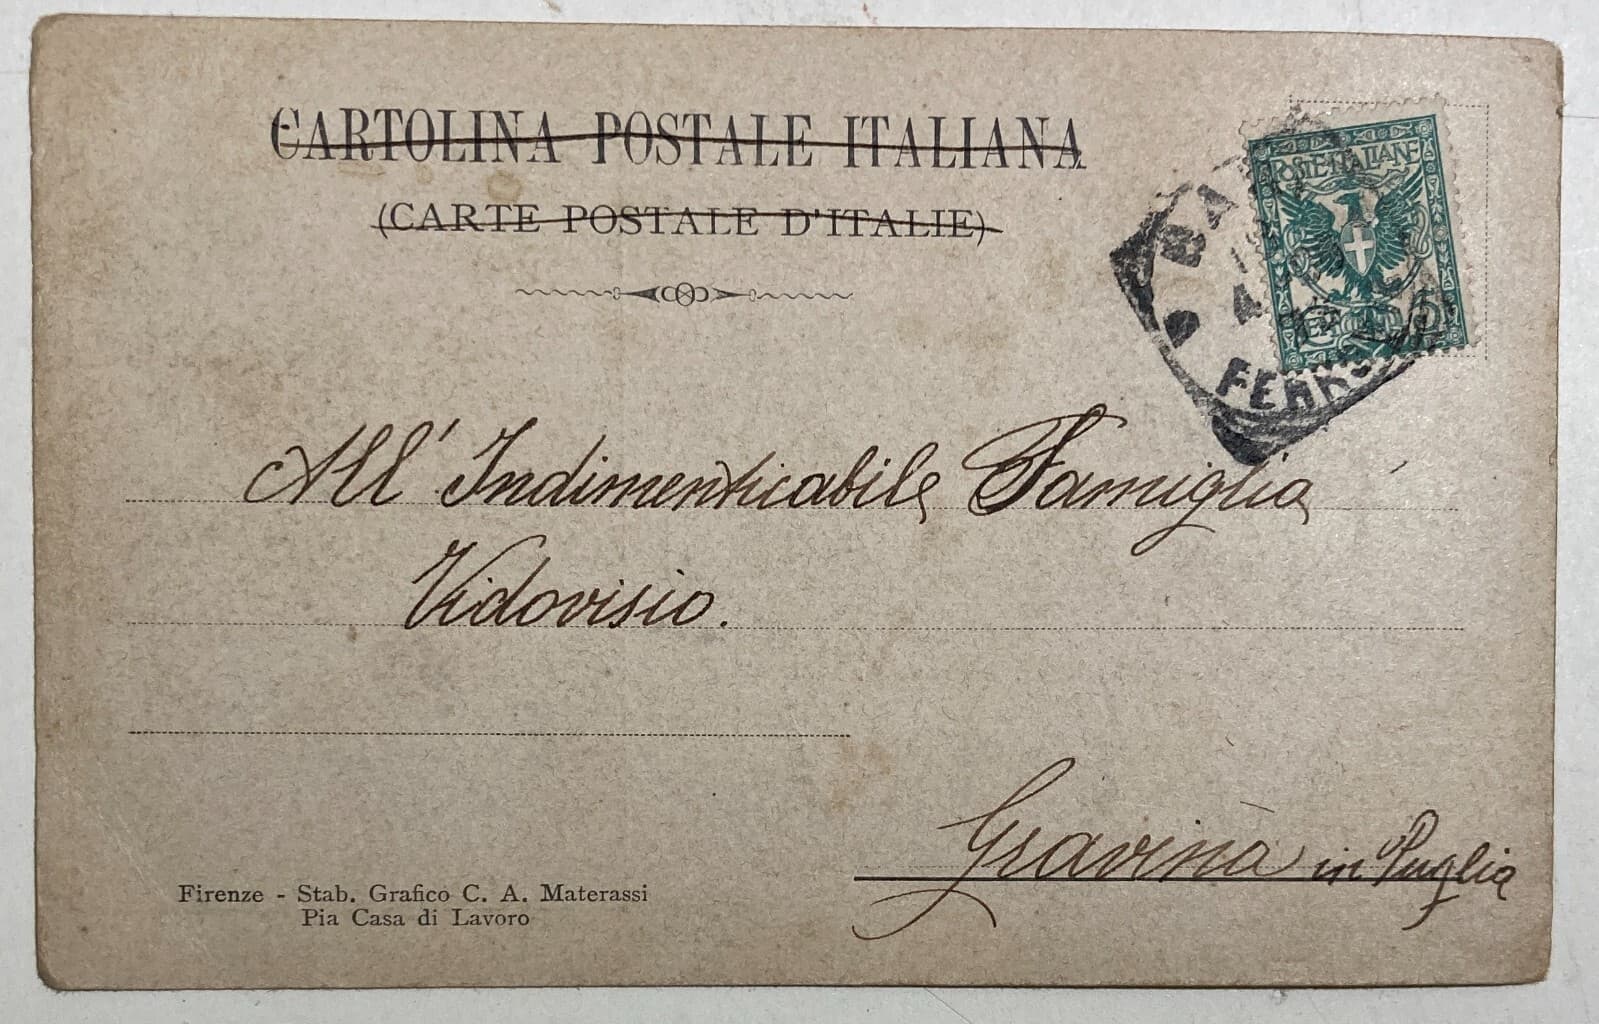 CARTOLINA POSTALE ITALIANA
(CARTE POSTALE D'ITALIE)
POSTE·ITALIANE
All' Indimenticabile Famiglia
Vidovisio.
Gravina in Puglia
Firenze - Stab. Grafico C. A. Materassi
Pia Casa di Lavoro